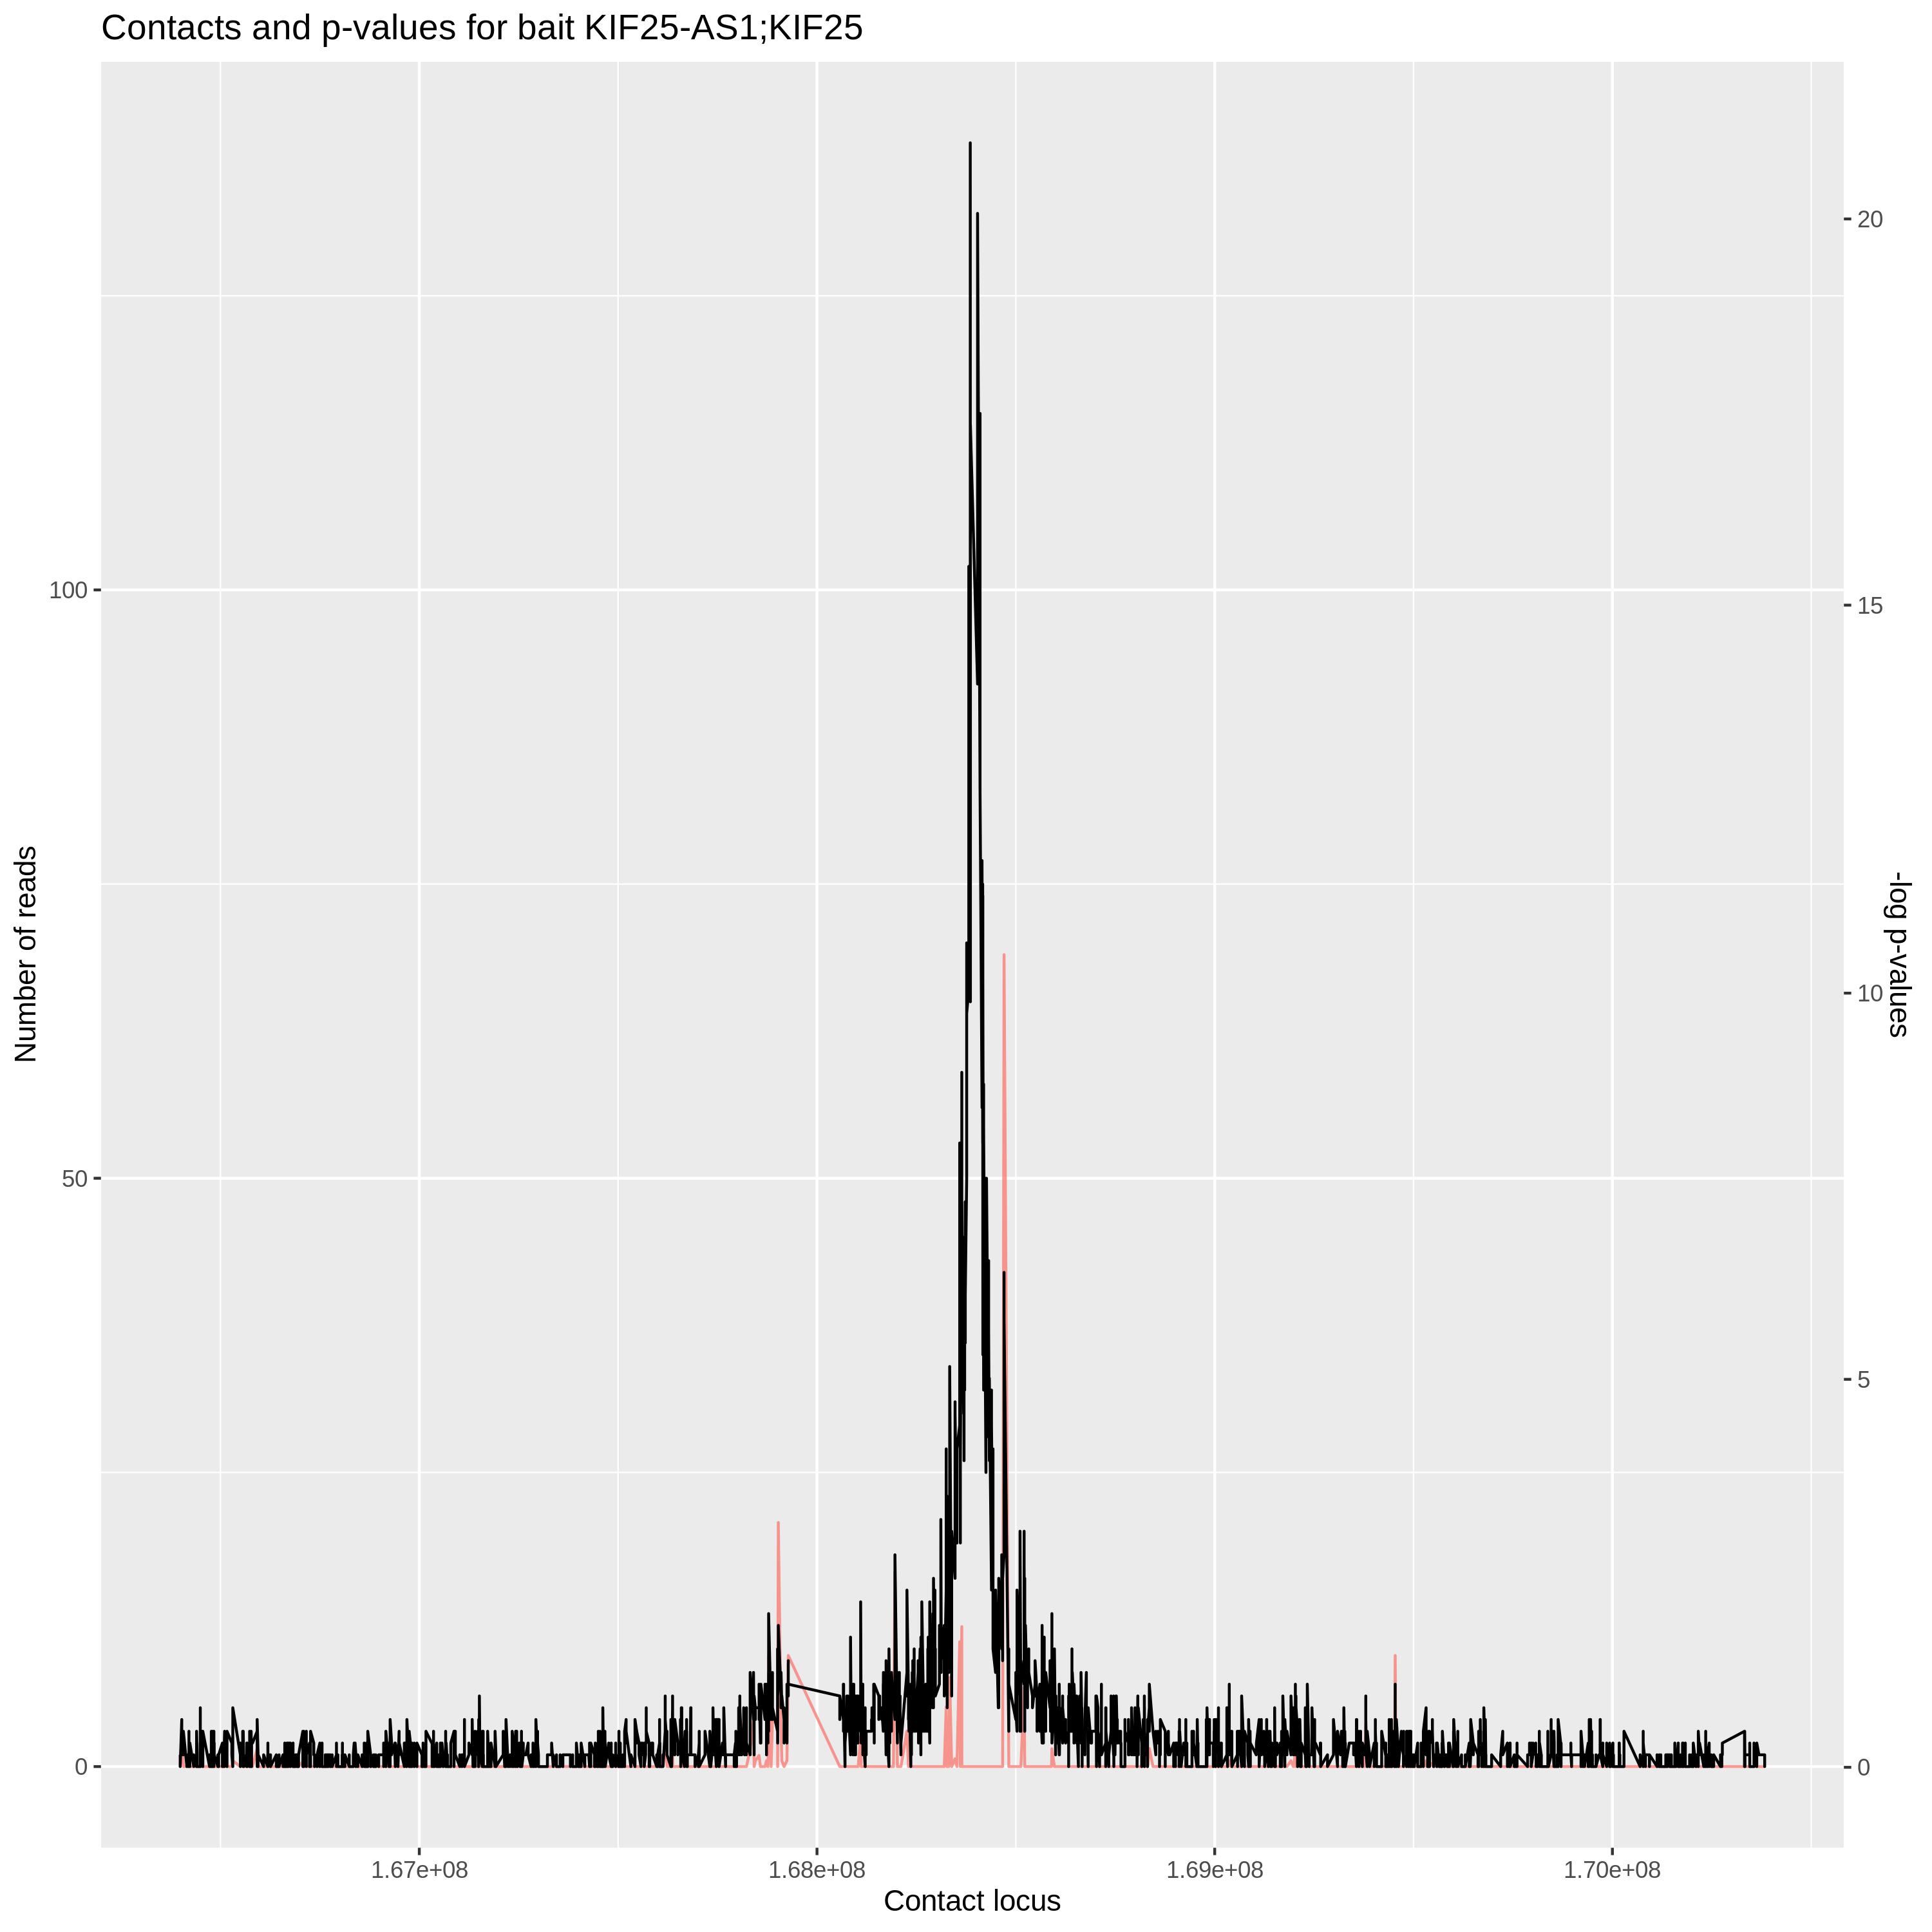 Contacts and p-values for bait KIF25-AS1;KIF25
20
100
15
Number of reads
-log p-values
10
50
5
0
0
1.67e+08
1.68e+08
1.69e+08
1.70e+08
Contact locus